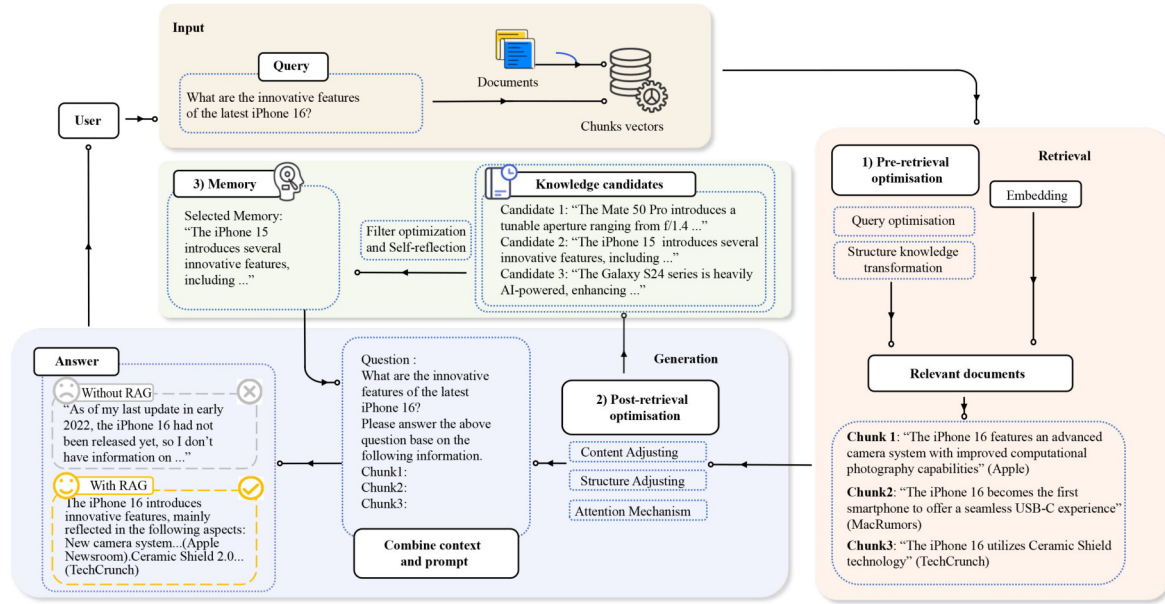 Input
Query
What are the innovative features
of the latest iPhone 16?
Documents
Chunks vectors
User
Retrieval
1) Pre-retrieval
optimisation
Embedding
Query optimisation
Structure knowledge
transformation
Relevant documents
Chunk 1: “The iPhone 16 features an advanced
camera system with improved computational
photography capabilities” (Apple)
Chunk2: “The iPhone 16 becomes the first
smartphone to offer a seamless USB-C experience”
(MacRumors)
Chunk3: “The iPhone 16 utilizes Ceramic Shield
technology” (TechCrunch)
Generation
2) Post-retrieval
optimisation
Content Adjusting
Structure Adjusting
Attention Mechanism
Knowledge candidates
Candidate 1: “The Mate 50 Pro introduces a
tunable aperture ranging from f/1.4 ...”
Candidate 2: “The iPhone 15 introduces several
innovative features, including ...”
Candidate 3: “The Galaxy S24 series is heavily
AI-powered, enhancing ...”
Filter optimization
and Self-reflection
3) Memory
Selected Memory:
“The iPhone 15
introduces several
innovative features,
including ...”
Question :
What are the innovative
features of the latest
iPhone 16?
Please answer the above
question base on the
following information.
Chunk1:
Chunk2:
Chunk3:
Combine context
and prompt
Answer
Without RAG
“As of my last update in early
2022, the iPhone 16 had not
been released yet, so I don’t
have information on ...”
With RAG
The iPhone 16 introduces
innovative features, mainly
reflected in the following aspects:
New camera system...(Apple
Newsroom).Ceramic Shield 2.0...
(TechCrunch)